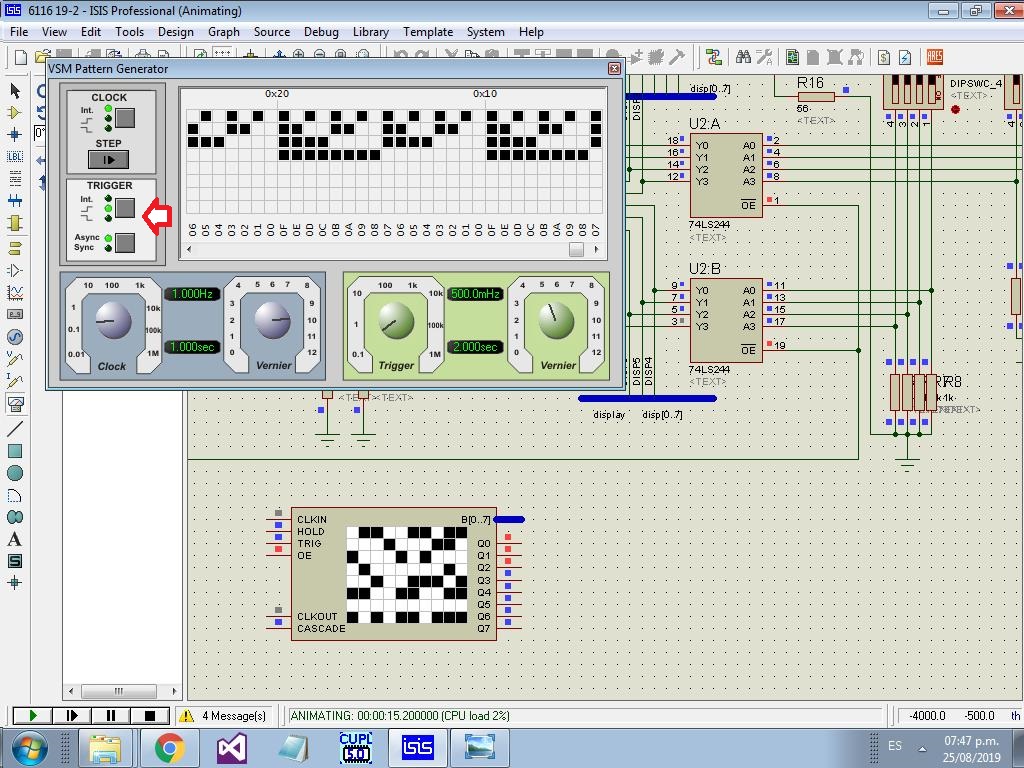 6116 19-2 - ISIS Professional (Animating)
File View Edit Tools Design Graph Source Debug Library Template System Help
VSM Pattern Generator
CLOCK
Int.
STEP
TRIGGER
Int.
Async
Sync
0x20 0x10
06 05 04 03 02 01 00 0F 0E 0D 0C 0B 0A 09 08 07 06 05 04 03 02 01 00 0F 0E 0D 0C 0B 0A 09 08 07
10 100 1k
1 10k
0.1 100k
0.01 1M
Clock
1.000Hz
1.000sec
5 6 7
4 8
3 9
2 10
1 11
0 12
Vernier
10 100 1k
10k
1 100k
1M
Trigger
500.0mHz
2.000sec
5 6 7
4 8
3 9
2 10
1 11
0 12
Vernier
disp[0..7]
R16
56
<TEXT>
DIPSWC_4
<TEXT>
ON
4 3 2 1
4
U2:A
18 Y0 A0 2
16 Y1 A1 4
14 Y2 A2 6
12 Y3 A3 8
OE 1
74LS244
<TEXT>
U2:B
9 Y0 A0 11
7 Y1 A1 13
5 Y2 A2 15
3 Y3 A3 17
OE 19
74LS244
<TEXT>
DISP5
DISP4
display disp[0..7]
R8
1k
CLKIN
HOLD
TRIG
OE
CLKOUT
CASCADE
B[0..7]
Q0
Q1
Q2
Q3
Q4
Q5
Q6
Q7
LBL
A
S
ARES
4 Message(s)
ANIMATING: 00:00:15.200000 (CPU load 2%)
-4000.0 -500.0 th
CUPL
5.0
isis
ES
07:47 p.m.
25/08/2019